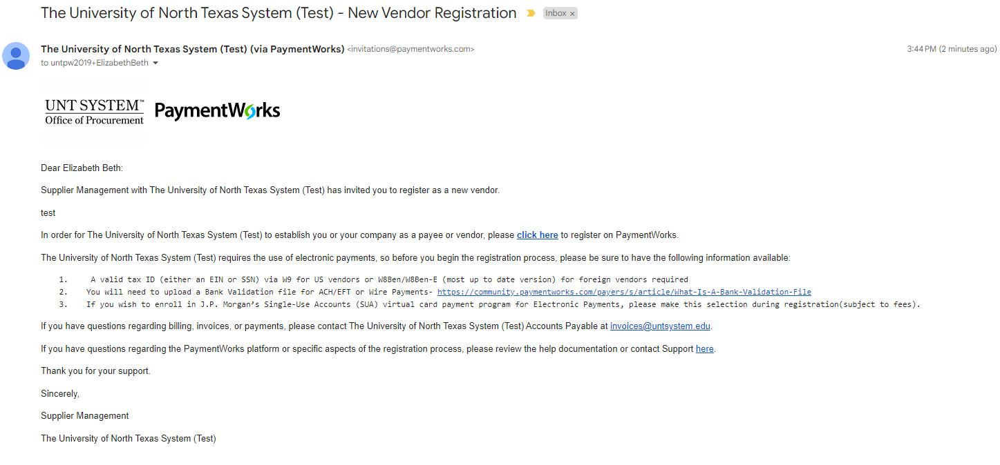 The University of North Texas System (Test) - New Vendor Registration Inbox ×
The University of North Texas System (Test) (via PaymentWorks) <invitations@paymentworks.com> 3:44 PM (2 minutes ago)
to untpw2019+ElizabethBeth
UNT SYSTEM™
Office of Procurement
PaymentWorks
Dear Elizabeth Beth:
Supplier Management with The University of North Texas System (Test) has invited you to register as a new vendor.
test
In order for The University of North Texas System (Test) to establish you or your company as a payee or vendor, please click here to register on PaymentWorks.
The University of North Texas System (Test) requires the use of electronic payments, so before you begin the registration process, please be sure to have the following information available:
1. A valid tax ID (either an EIN or SSN) via W9 for US vendors or W8Ben/W8Ben-E (most up to date version) for foreign vendors required
2. You will need to upload a Bank Validation file for ACH/EFT or Wire Payments- https://community.paymentworks.com/payers/s/article/What-Is-A-Bank-Validation-File
3. If you wish to enroll in J.P. Morgan’s Single-Use Accounts (SUA) virtual card payment program for Electronic Payments, please make this selection during registration(subject to fees).
If you have questions regarding billing, invoices, or payments, please contact The University of North Texas System (Test) Accounts Payable at invoices@untsystem.edu.
If you have questions regarding the PaymentWorks platform or specific aspects of the registration process, please review the help documentation or contact Support here.
Thank you for your support.
Sincerely,
Supplier Management
The University of North Texas System (Test)